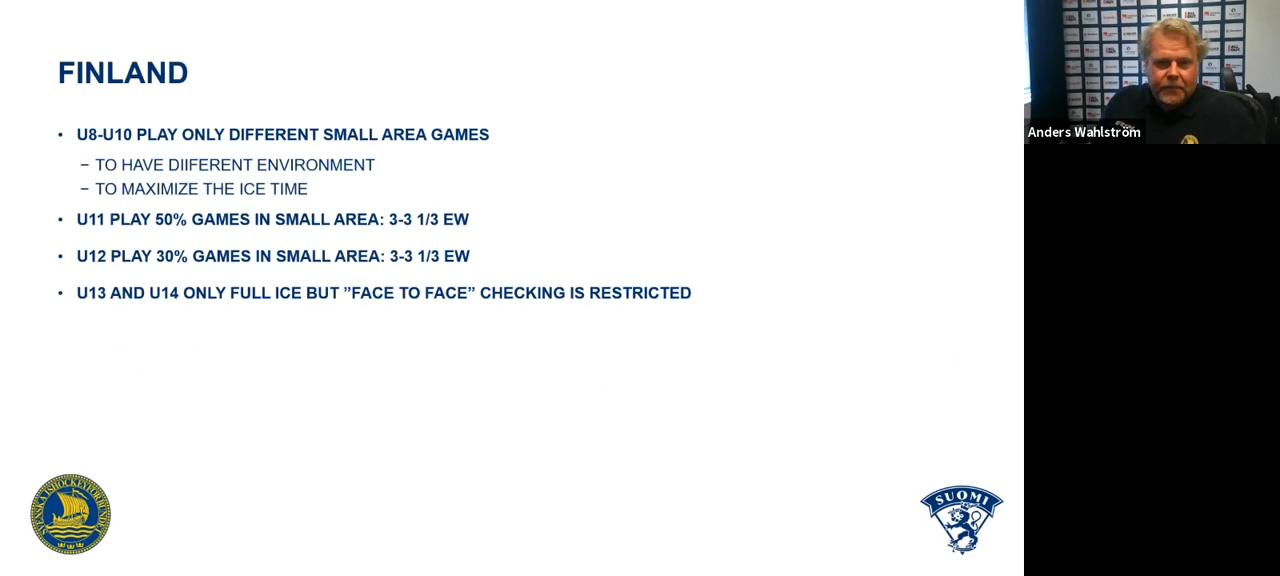 FINLAND
• U8-U10 PLAY ONLY DIFFERENT SMALL AREA GAMES
– TO HAVE DIIFERENT ENVIRONMENT
– TO MAXIMIZE THE ICE TIME
• U11 PLAY 50% GAMES IN SMALL AREA: 3-3 1/3 EW
• U12 PLAY 30% GAMES IN SMALL AREA: 3-3 1/3 EW
• U13 AND U14 ONLY FULL ICE BUT ”FACE TO FACE” CHECKING IS RESTRICTED
Anders Wahlström
SVENSKA ISHOCKEYFÖRBUNDET
SUOMI